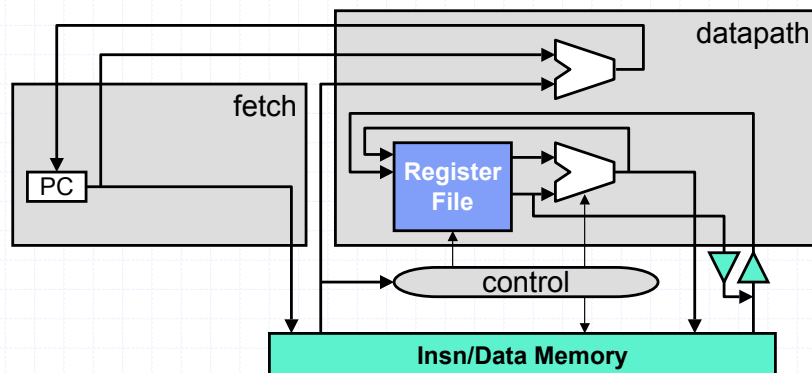 datapath
fetch
PC
Register
File
control
Insn/Data Memory